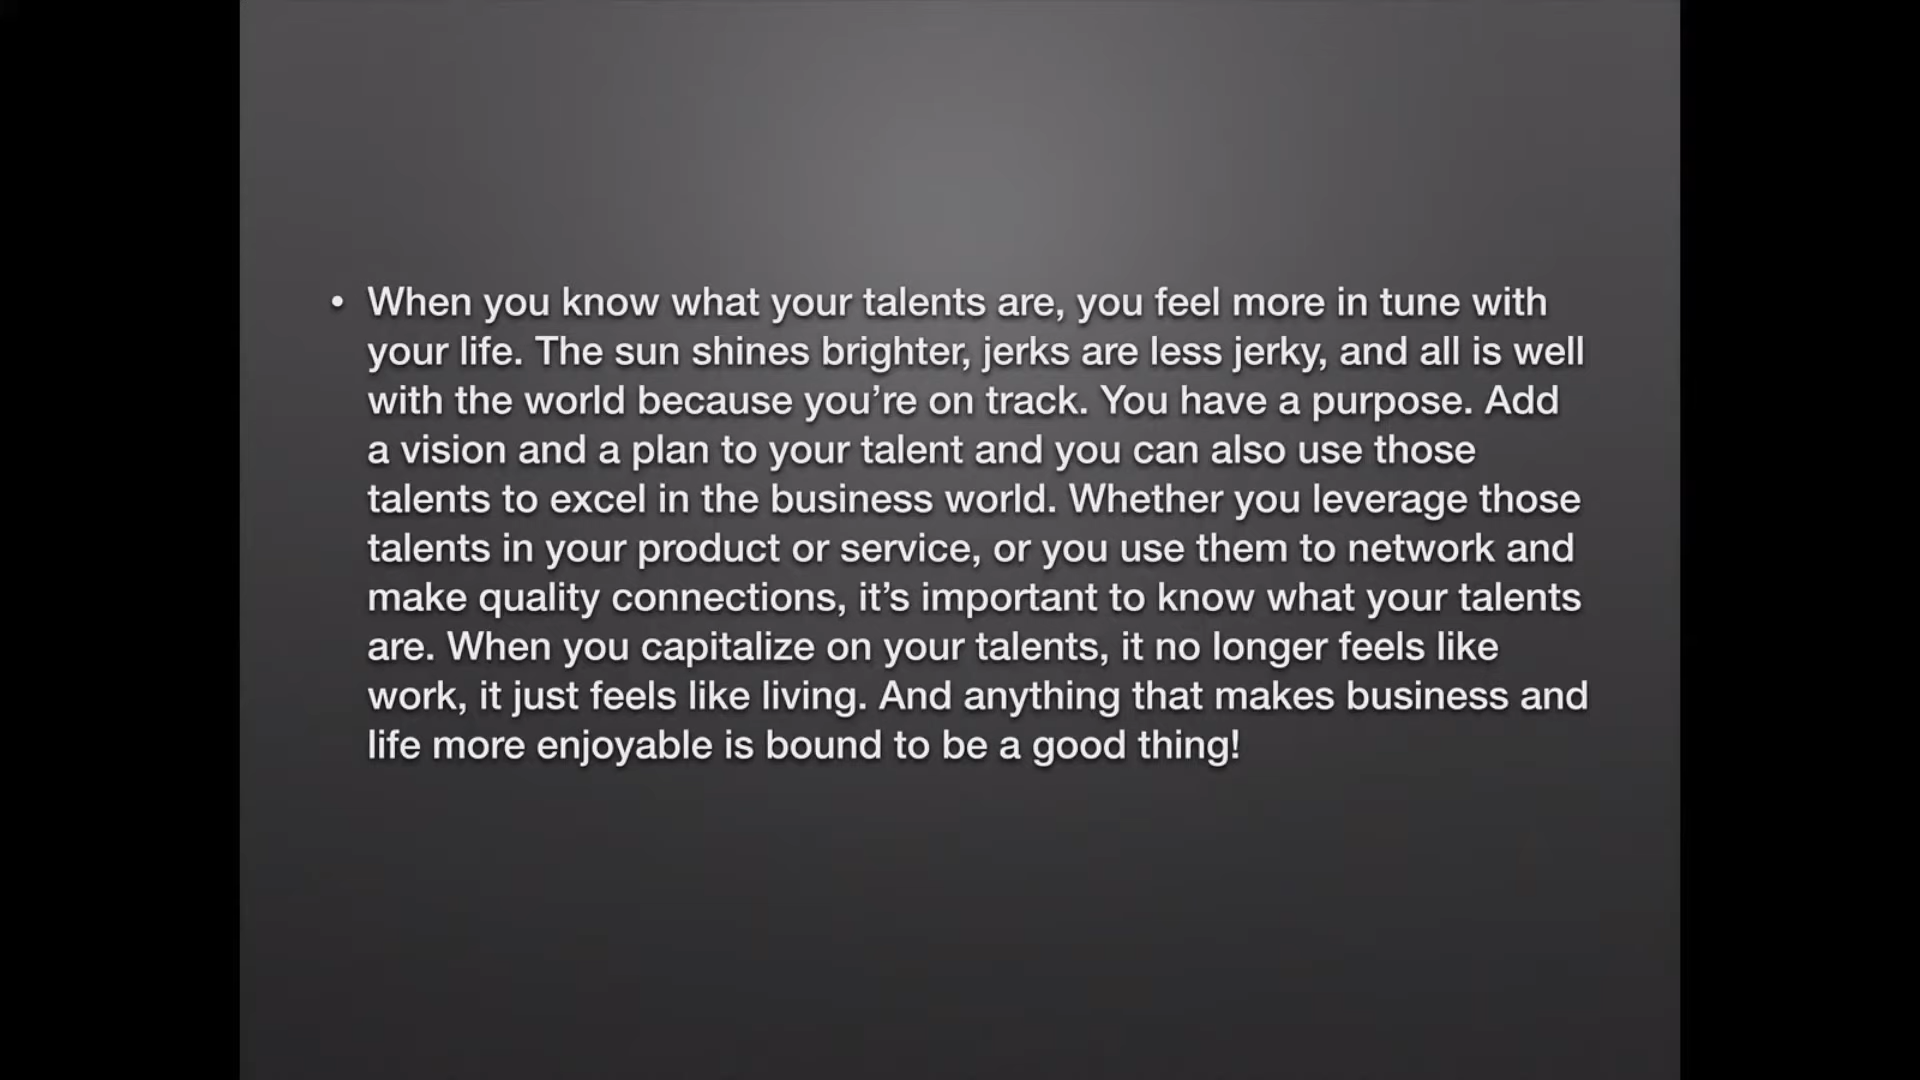 • When you know what your talents are, you feel more in tune with
your life. The sun shines brighter, jerks are less jerky, and all is well
with the world because you’re on track. You have a purpose. Add
a vision and a plan to your talent and you can also use those
talents to excel in the business world. Whether you leverage those
talents in your product or service, or you use them to network and
make quality connections, it’s important to know what your talents
are. When you capitalize on your talents, it no longer feels like
work, it just feels like living. And anything that makes business and
life more enjoyable is bound to be a good thing!